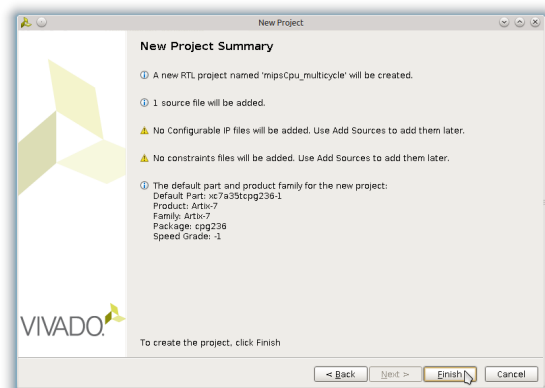 New Project
New Project Summary
A new RTL project named 'mipsCpu_multicycle' will be created.
1 source file will be added.
No Configurable IP files will be added. Use Add Sources to add them later.
No constraints files will be added. Use Add Sources to add them later.
The default part and product family for the new project:
Default Part: xc7a35tcpg236-1
Product: Artix-7
Family: Artix-7
Package: cpg236
Speed Grade: -1
VIVADO.
To create the project, click Finish
< Back
Next >
Finish
Cancel